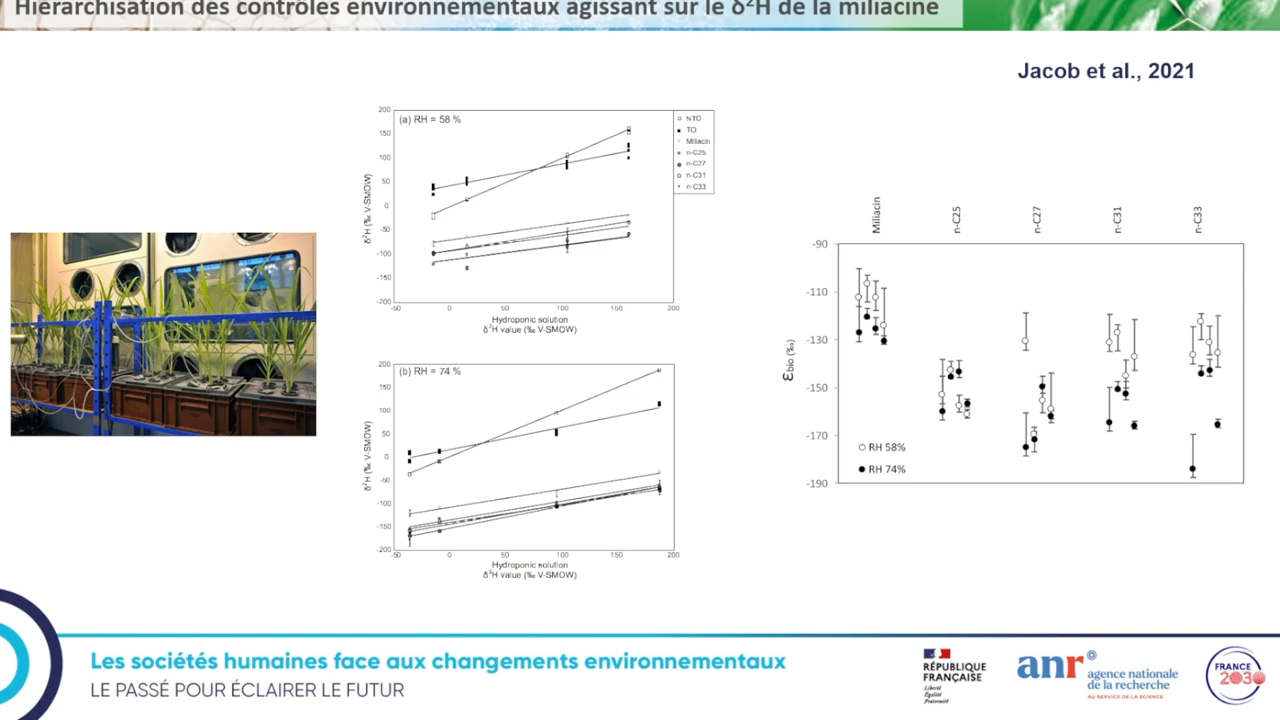 Hiérarchisation des contrôles environnementaux agissant sur le δ²H de la miliacine
Jacob et al., 2021
(a) RH = 58 %
200
150
100
50
0
-50
-100
-150
-200
δ²H (‰ V-SMOW)
-50 0 50 100 150 200
Hydroponic solution
δ²H value (‰ V-SMOW)
NTO
TO
Miliacin
n-C25
n-C27
n-C31
n-C33
(b) RH = 74 %
200
150
100
50
0
-50
-100
-150
-200
δ²H (‰ V-SMOW)
-50 0 50 100 150 200
Hydroponic solution
δ²H value (‰ V-SMOW)
Miliacin
n-C25
n-C27
n-C31
n-C33
-90
-110
-130
-150
-170
-190
εbio (‰)
RH 58%
RH 74%
Les sociétés humaines face aux changements environnementaux
LE PASSÉ POUR ÉCLAIRER LE FUTUR
RÉPUBLIQUE
FRANÇAISE
Liberté
Égalité
Fraternité
anr
agence nationale
de la recherche
AU SERVICE DE LA SCIENCE
FRANCE
2030